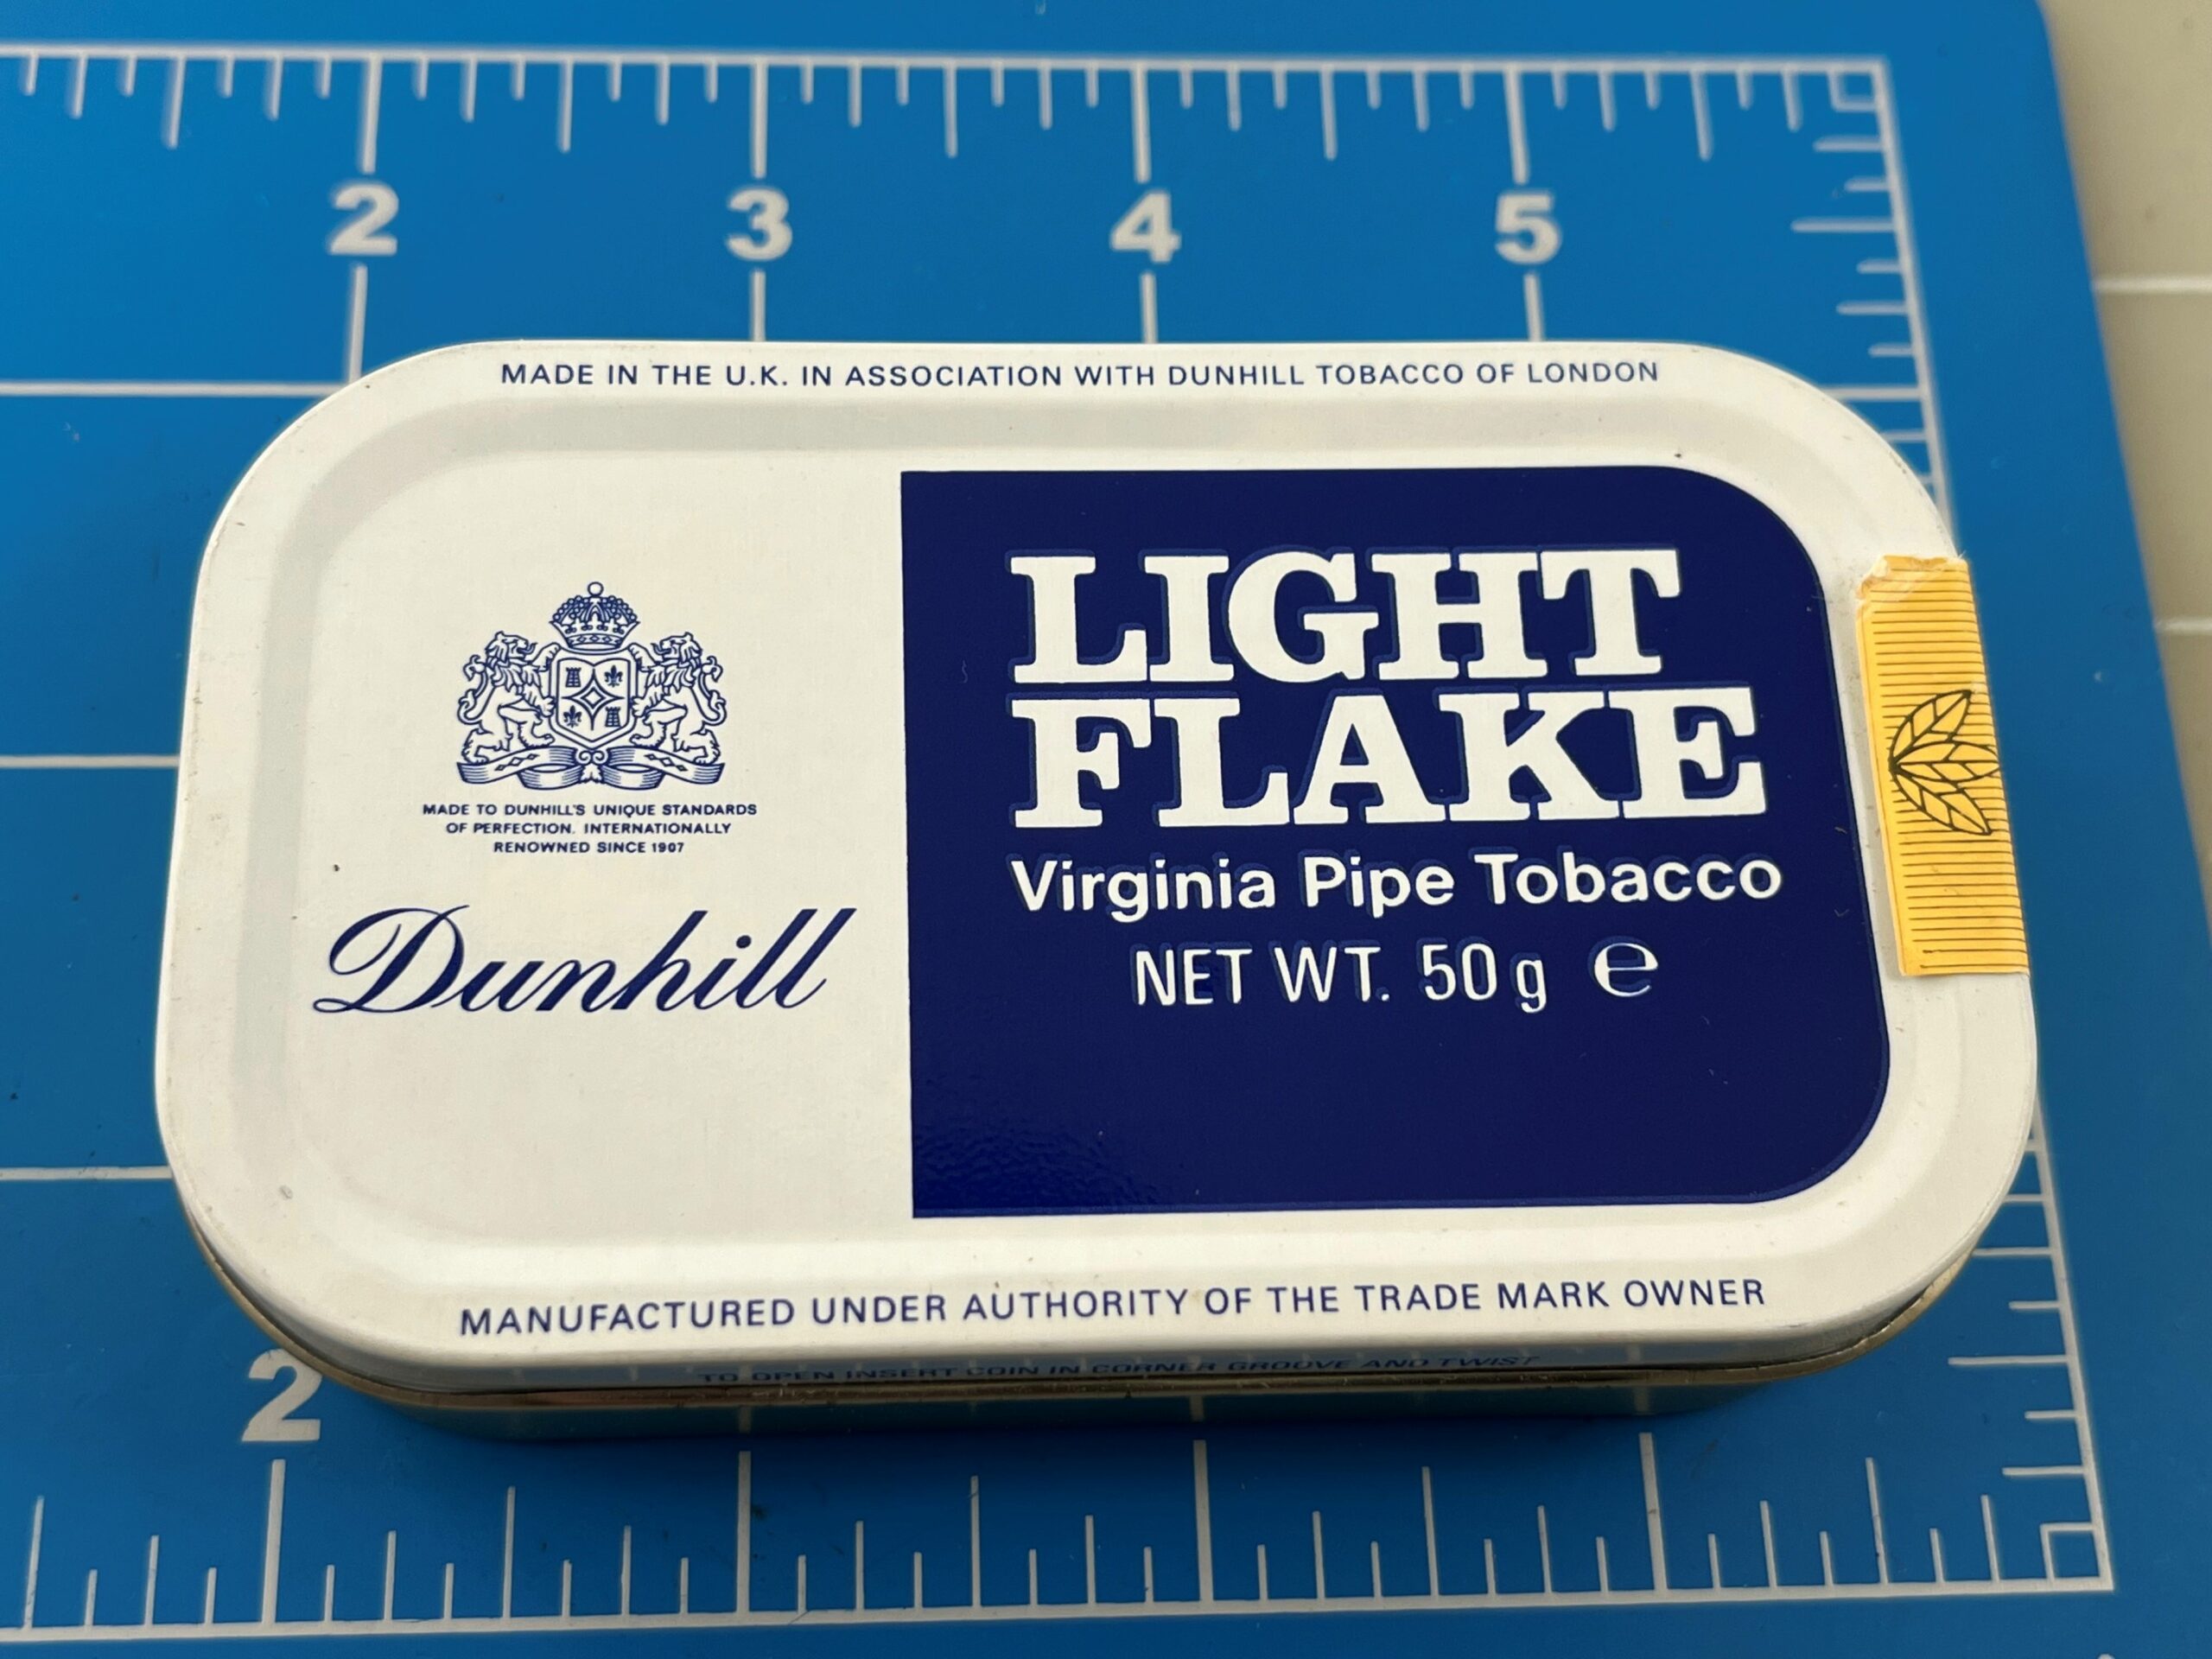 2 3 4 5
MADE IN THE U.K. IN ASSOCIATION WITH DUNHILL TOBACCO OF LONDON
MADE TO DUNHILL'S UNIQUE STANDARDS
OF PERFECTION. INTERNATIONALLY
RENOWNED SINCE 1907
Dunhill
LIGHT
FLAKE
Virginia Pipe Tobacco
NET WT. 50g ℮
MANUFACTURED UNDER AUTHORITY OF THE TRADE MARK OWNER
TO OPEN INSERT COIN IN CORNER GROOVE AND TWIST
2